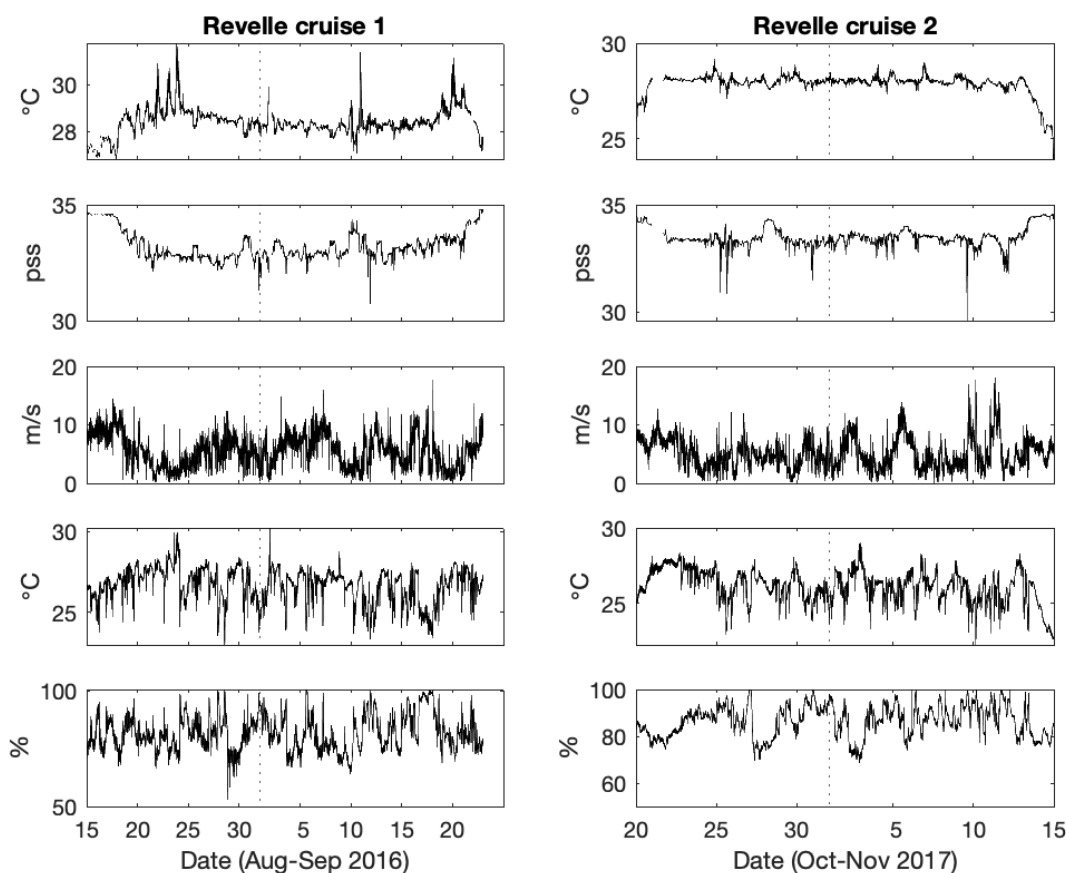 Revelle cruise 1
Revelle cruise 2
30
28
°C
30
25
°C
35
30
pss
35
30
pss
20
10
0
m/s
20
10
0
m/s
30
25
°C
30
25
°C
100
50
%
100
80
60
%
15 20 25 30 5 10 15 20
Date (Aug-Sep 2016)
20 25 30 5 10 15
Date (Oct-Nov 2017)